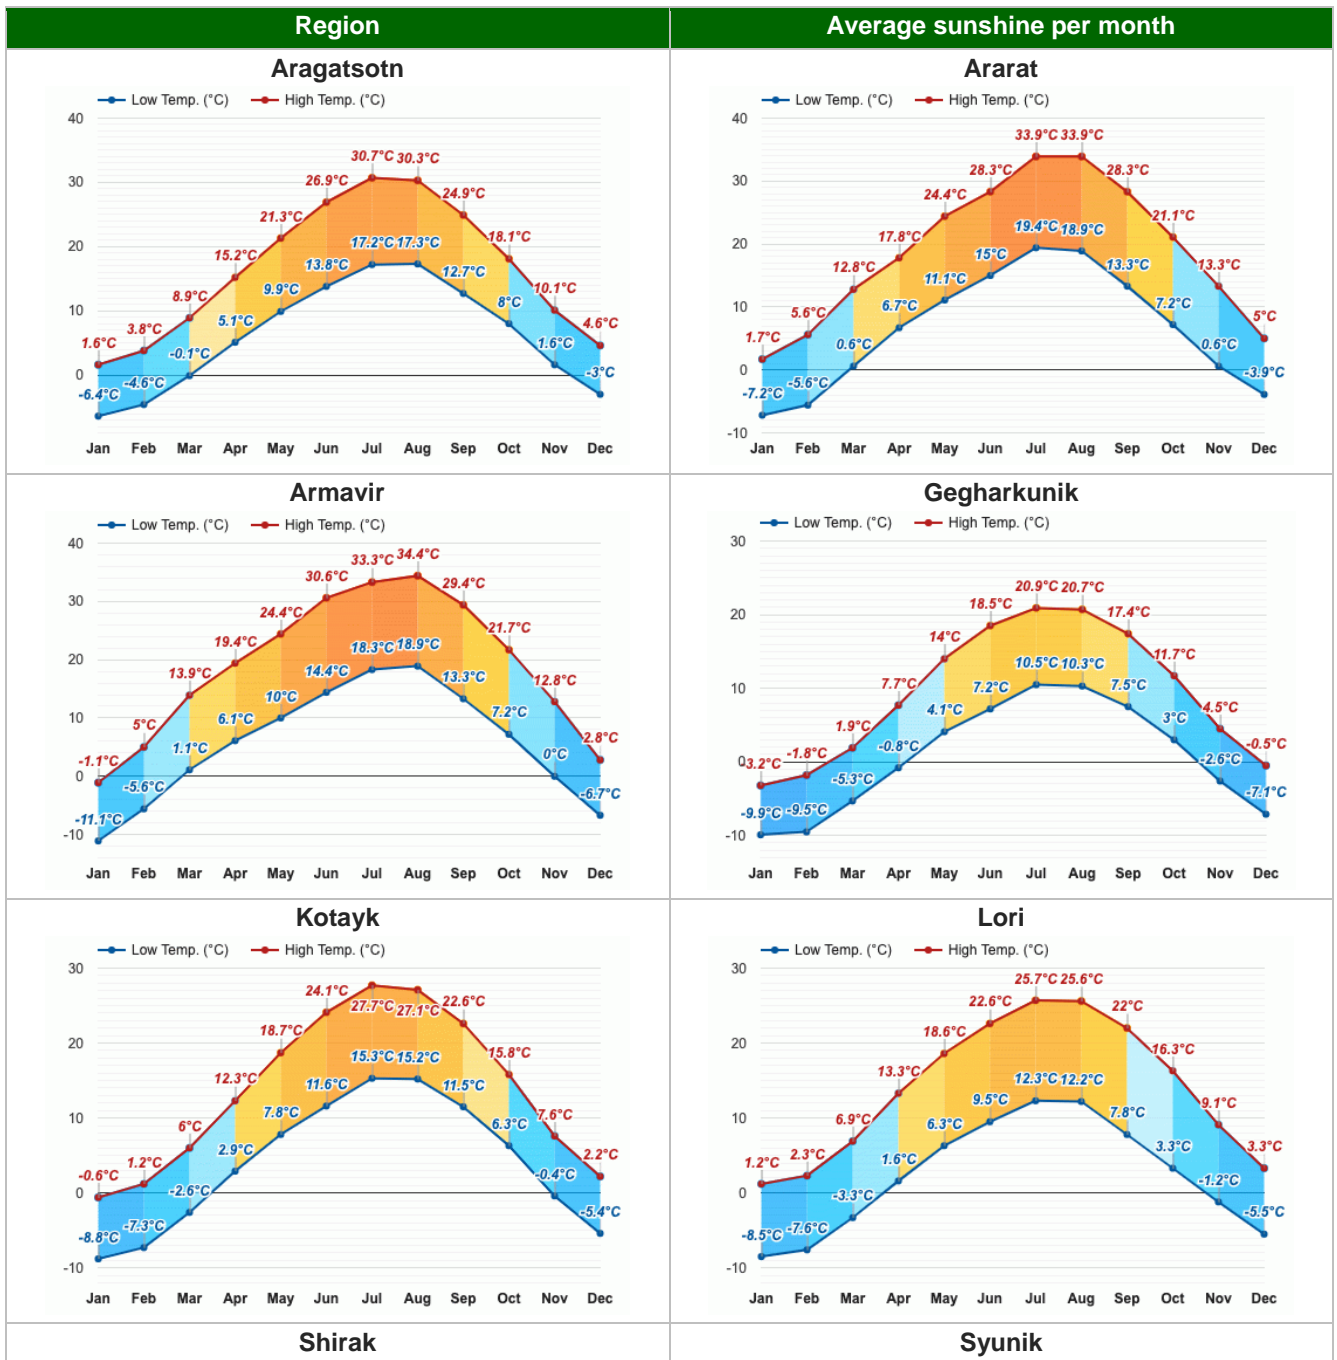 Region
Average sunshine per month
Aragatsotn
Low Temp. (°C) High Temp. (°C)
40
30
20
10
0
1.6°C 3.8°C 8.9°C 15.2°C 21.3°C 26.9°C 30.7°C 30.3°C 24.9°C 18.1°C 10.1°C 4.6°C
-6.4°C -4.6°C -0.1°C 5.1°C 9.9°C 13.8°C 17.2°C 17.3°C 12.7°C 8°C 1.6°C -3°C
Jan Feb Mar Apr May Jun Jul Aug Sep Oct Nov Dec
Ararat
Low Temp. (°C) High Temp. (°C)
40
30
20
10
0
-10
1.7°C 5.6°C 12.8°C 17.8°C 24.4°C 28.3°C 33.9°C 33.9°C 28.3°C 21.1°C 13.3°C 5°C
-7.2°C -5.6°C 0.6°C 6.7°C 11.1°C 15°C 19.4°C 18.9°C 13.3°C 7.2°C 0.6°C -3.9°C
Jan Feb Mar Apr May Jun Jul Aug Sep Oct Nov Dec
Armavir
Low Temp. (°C) High Temp. (°C)
40
30
20
10
0
-10
-1.1°C 5°C 13.9°C 19.4°C 24.4°C 30.6°C 33.3°C 34.4°C 29.4°C 21.7°C 12.8°C 2.8°C
-11.1°C -5.6°C 1.1°C 6.1°C 10°C 14.4°C 18.3°C 18.9°C 13.3°C 7.2°C 0°C -6.7°C
Jan Feb Mar Apr May Jun Jul Aug Sep Oct Nov Dec
Gegharkunik
Low Temp. (°C) High Temp. (°C)
30
20
10
0
-10
-3.2°C -1.8°C 1.9°C 7.7°C 14°C 18.5°C 20.9°C 20.7°C 17.4°C 11.7°C 4.5°C -0.5°C
-9.9°C -9.5°C -5.3°C -0.8°C 4.1°C 7.2°C 10.5°C 10.3°C 7.5°C 3°C -2.6°C -7.1°C
Jan Feb Mar Apr May Jun Jul Aug Sep Oct Nov Dec
Kotayk
Low Temp. (°C) High Temp. (°C)
30
20
10
0
-10
-0.6°C 1.2°C 6°C 12.3°C 18.7°C 24.1°C 27.7°C 27.1°C 22.6°C 15.8°C 7.6°C 2.2°C
-8.8°C -7.3°C -2.6°C 2.9°C 7.8°C 11.6°C 15.3°C 15.2°C 11.5°C 6.3°C -0.4°C -5.4°C
Jan Feb Mar Apr May Jun Jul Aug Sep Oct Nov Dec
Lori
Low Temp. (°C) High Temp. (°C)
30
20
10
0
-10
1.2°C 2.3°C 6.9°C 13.3°C 18.6°C 22.6°C 25.7°C 25.6°C 22°C 16.3°C 9.1°C 3.3°C
-8.5°C -7.6°C -3.3°C 1.6°C 6.3°C 9.5°C 12.3°C 12.2°C 7.8°C 3.3°C -1.2°C -5.5°C
Jan Feb Mar Apr May Jun Jul Aug Sep Oct Nov Dec
Shirak
Syunik